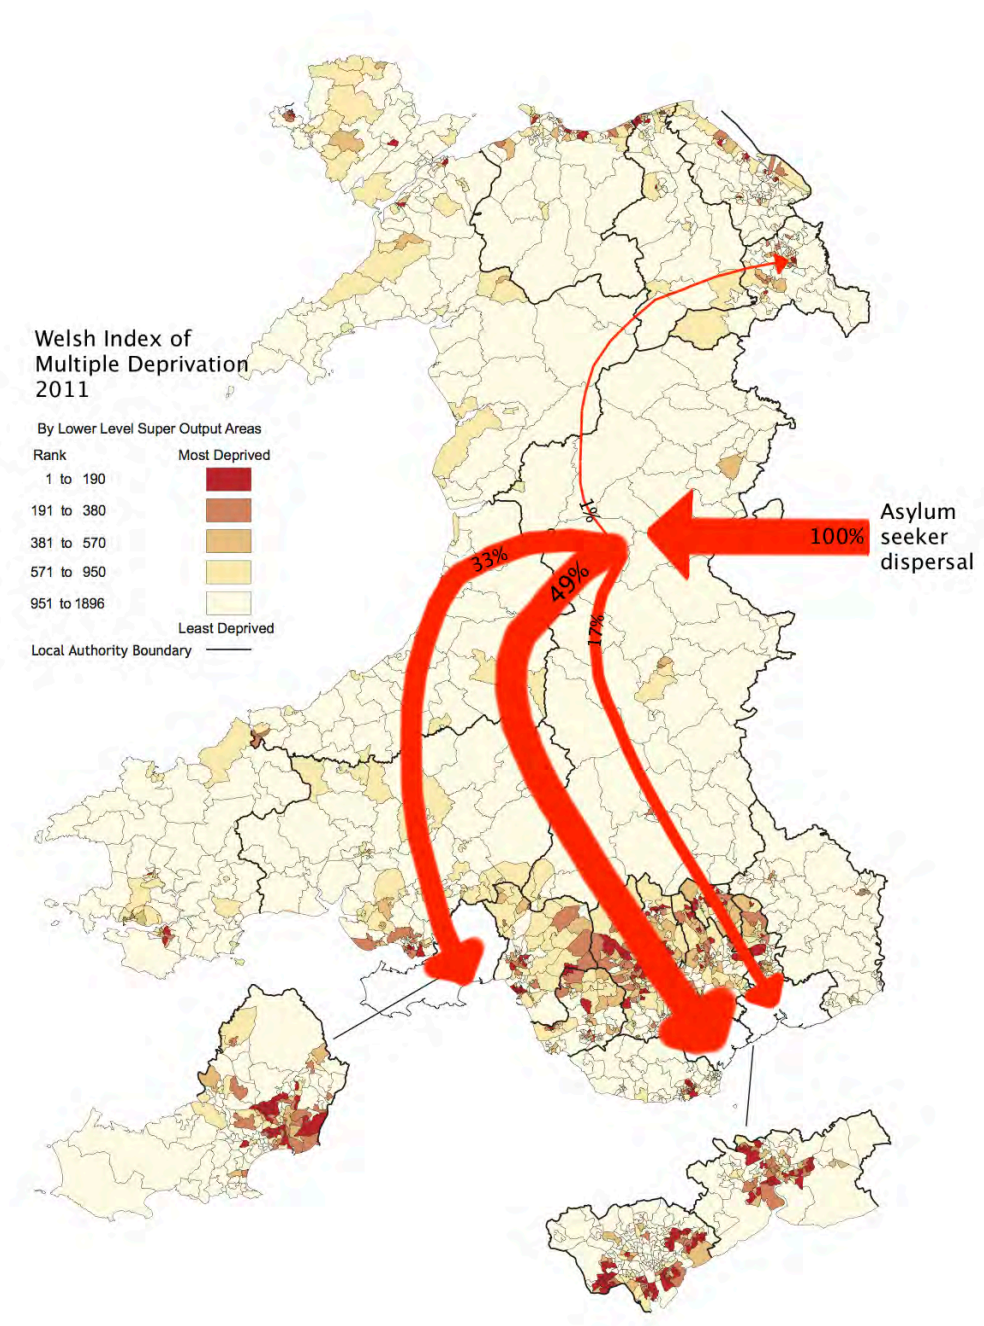 Welsh Index of
Multiple Deprivation
2011
By Lower Level Super Output Areas
Rank Most Deprived
1 to 190
191 to 380
381 to 570
571 to 950
951 to 1896
Least Deprived
Local Authority Boundary
1%
33%
49%
17%
100%
Asylum
seeker
dispersal